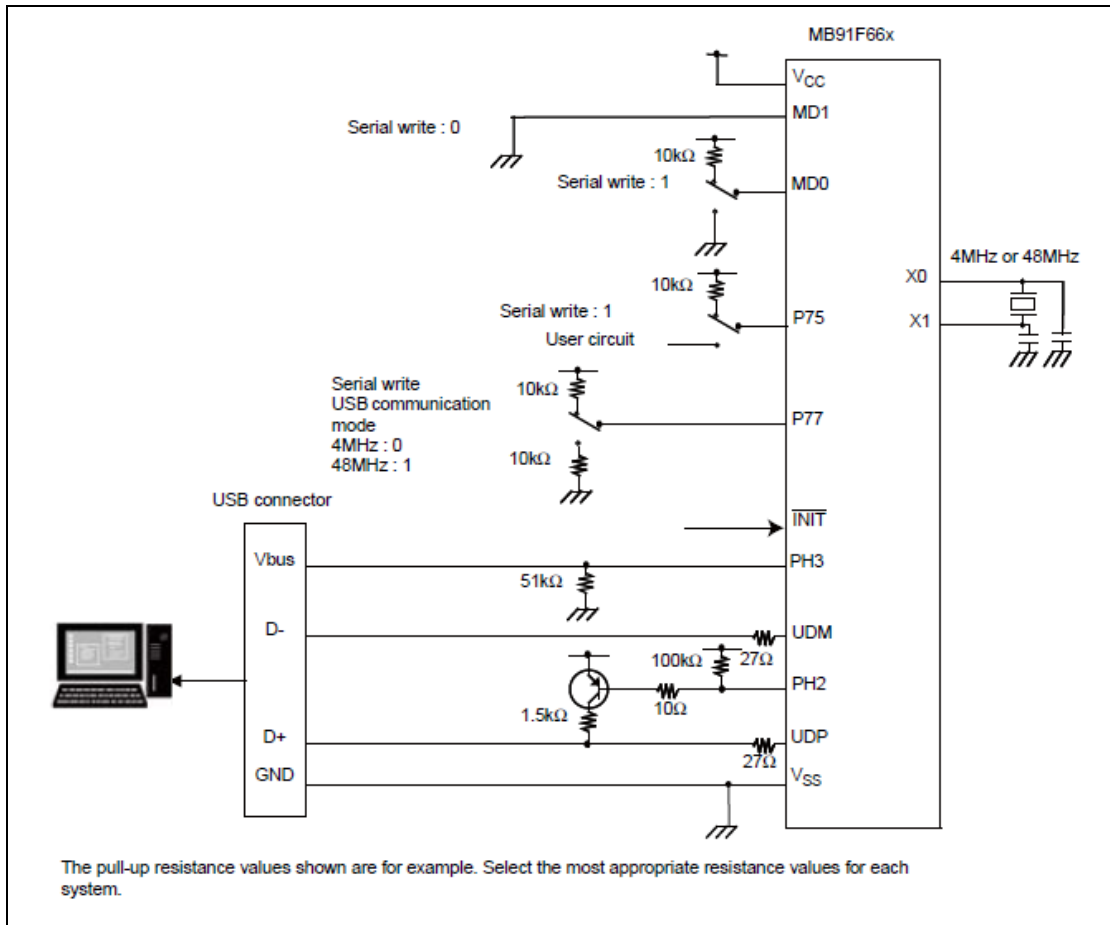 MB91F66x
VCC
MD1
Serial write : 0
10kΩ
Serial write : 1
MD0
10kΩ
4MHz or 48MHz
X0
Serial write : 1
P75
X1
User circuit
Serial write
USB communication
mode
4MHz : 0
48MHz : 1
10kΩ
P77
10kΩ
USB connector
INIT
Vbus
PH3
51kΩ
D-
UDM
100kΩ
27Ω
PH2
10Ω
1.5kΩ
D+
UDP
27Ω
GND
VSS
The pull-up resistance values shown are for example. Select the most appropriate resistance values for each
system.